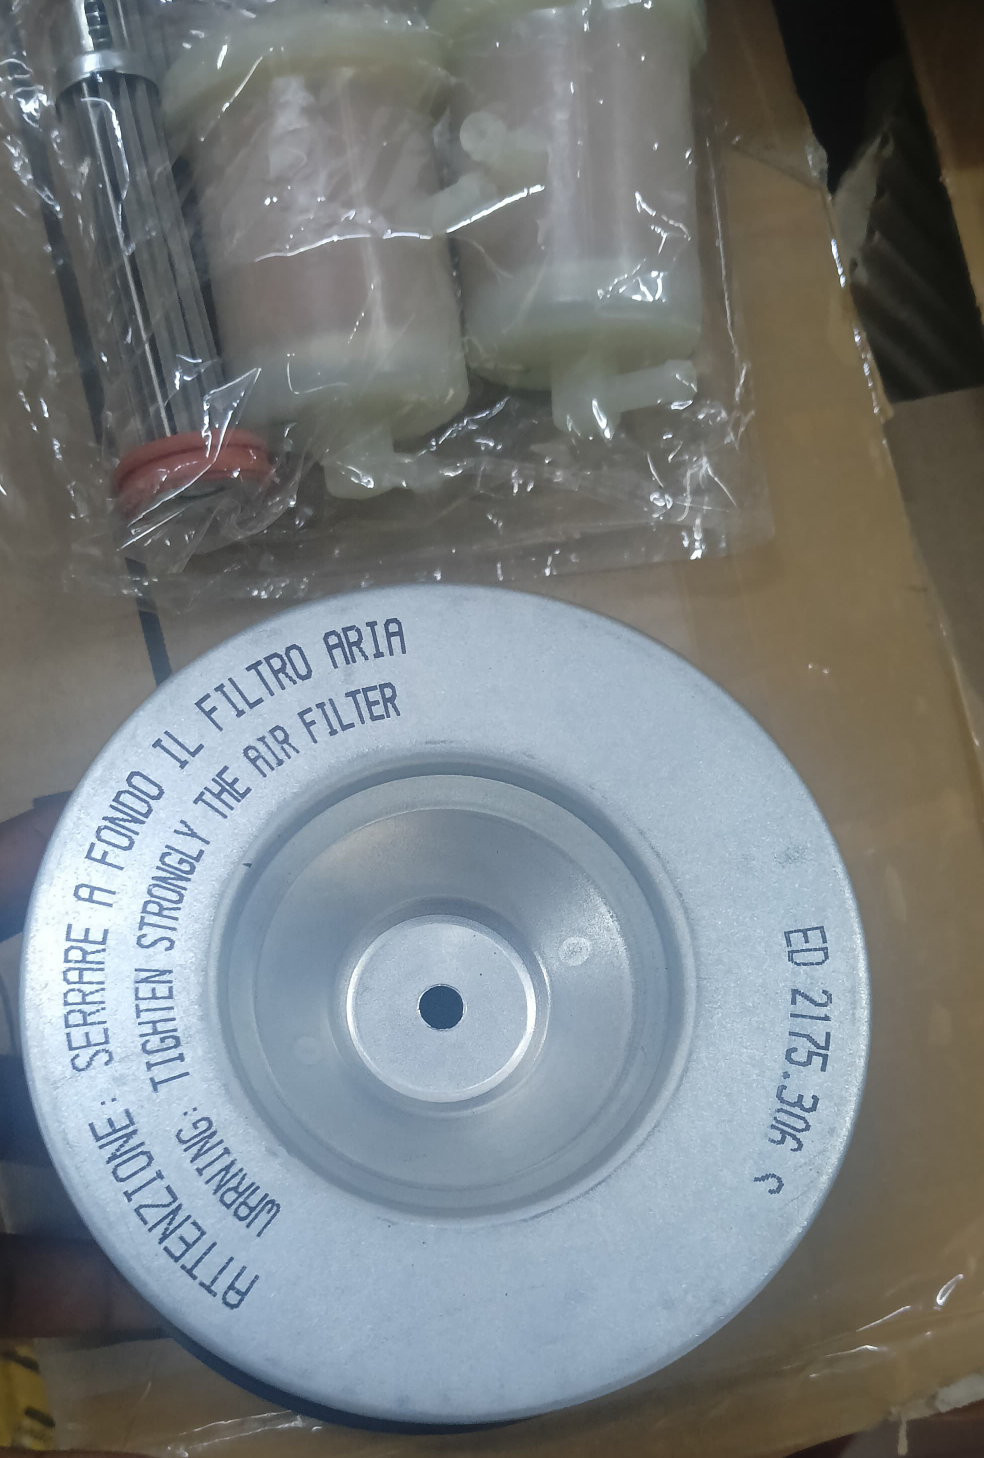 ATTENZIONE: SERRARE A FONDO IL FILTRO ARIA
WARNING: TIGHTEN STRONGLY THE AIR FILTER
ED 2175.306